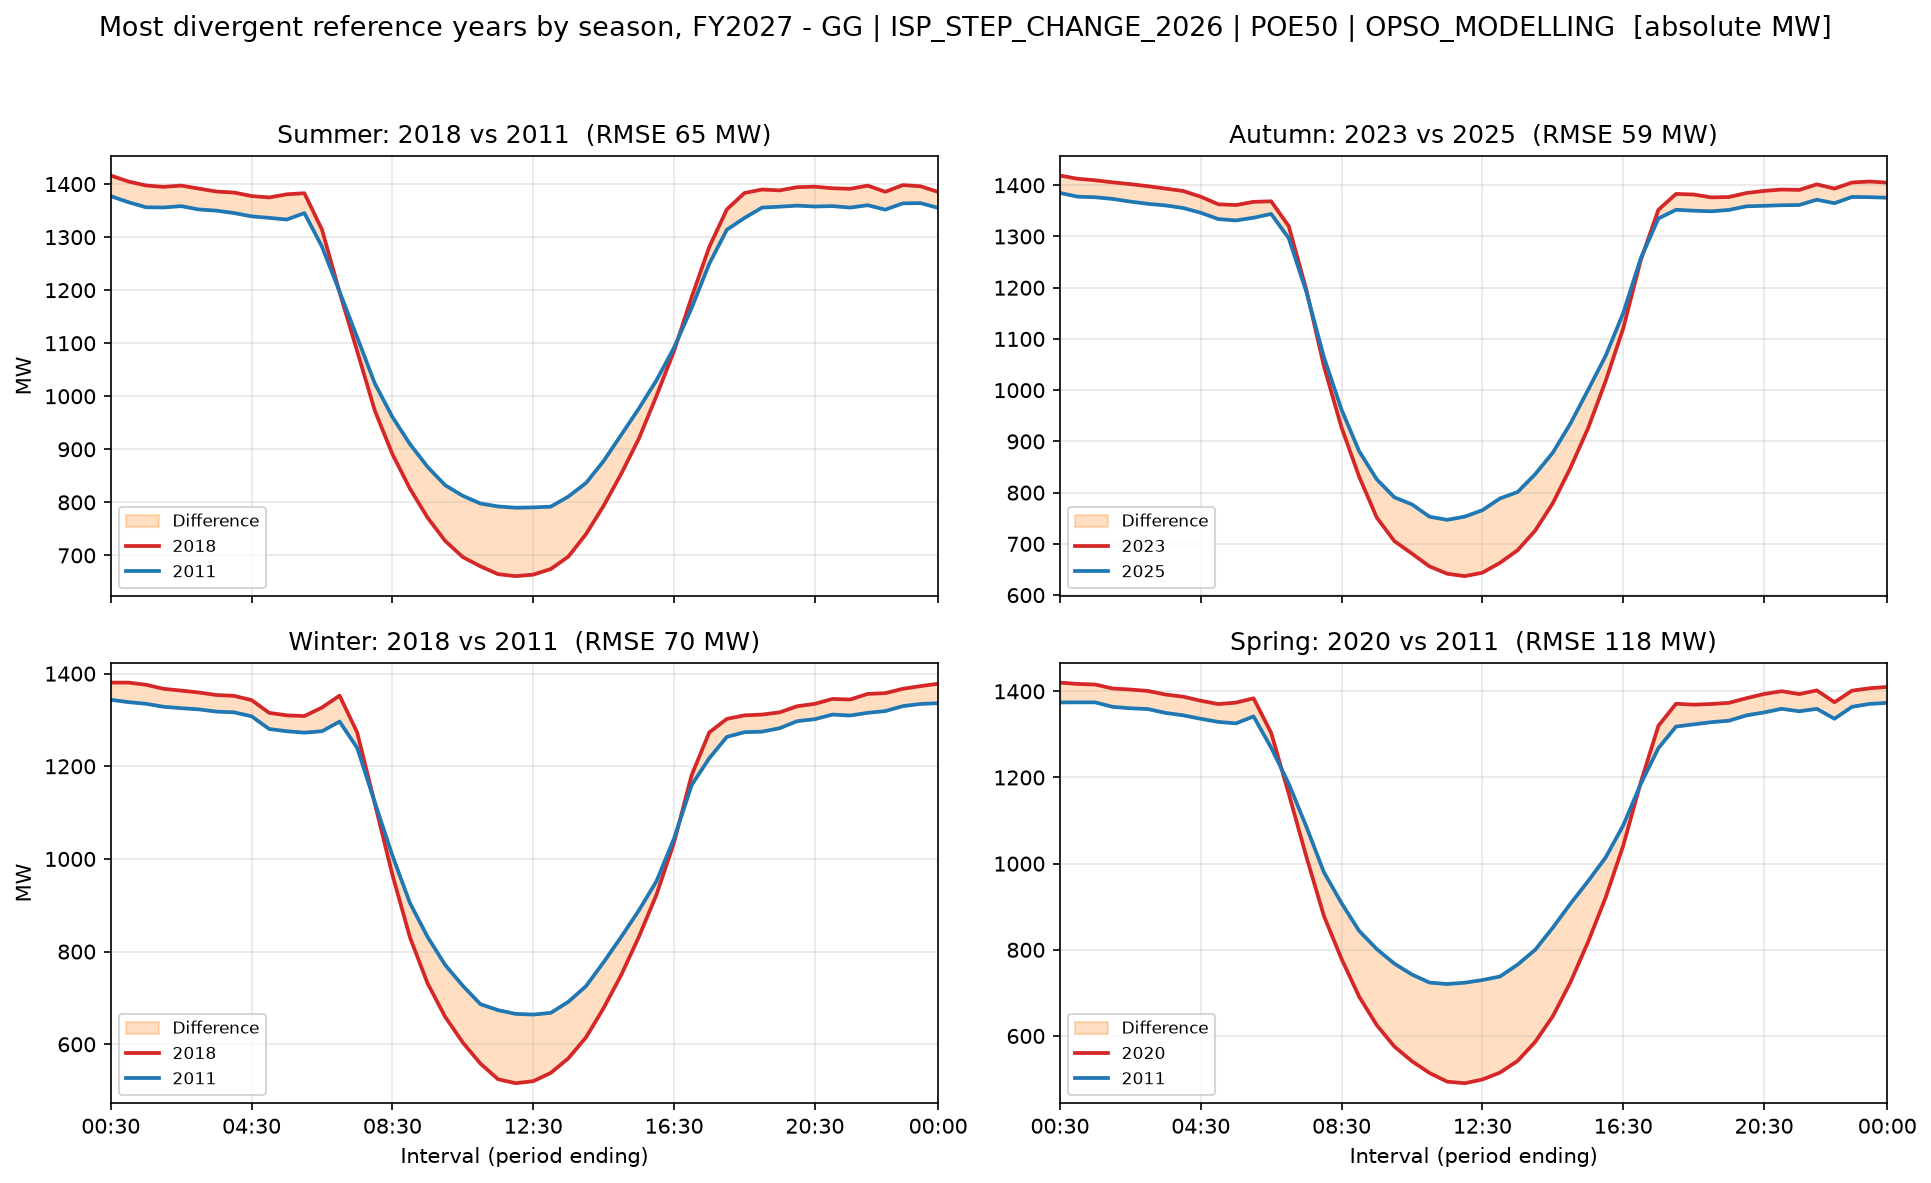 Most divergent reference years by season, FY2027 - GG | ISP_STEP_CHANGE_2026 | POE50 | OPSO_MODELLING  [absolute MW]
Summer: 2018 vs 2011  (RMSE 65 MW)
MW
1400
1300
1200
1100
1000
900
800
700
Difference
2018
2011
Autumn: 2023 vs 2025  (RMSE 59 MW)
1400
1300
1200
1100
1000
900
800
700
600
Difference
2023
2025
Winter: 2018 vs 2011  (RMSE 70 MW)
MW
1400
1200
1000
800
600
Difference
2018
2011
00:30 04:30 08:30 12:30 16:30 20:30 00:00
Interval (period ending)
Spring: 2020 vs 2011  (RMSE 118 MW)
1400
1200
1000
800
600
Difference
2020
2011
00:30 04:30 08:30 12:30 16:30 20:30 00:00
Interval (period ending)